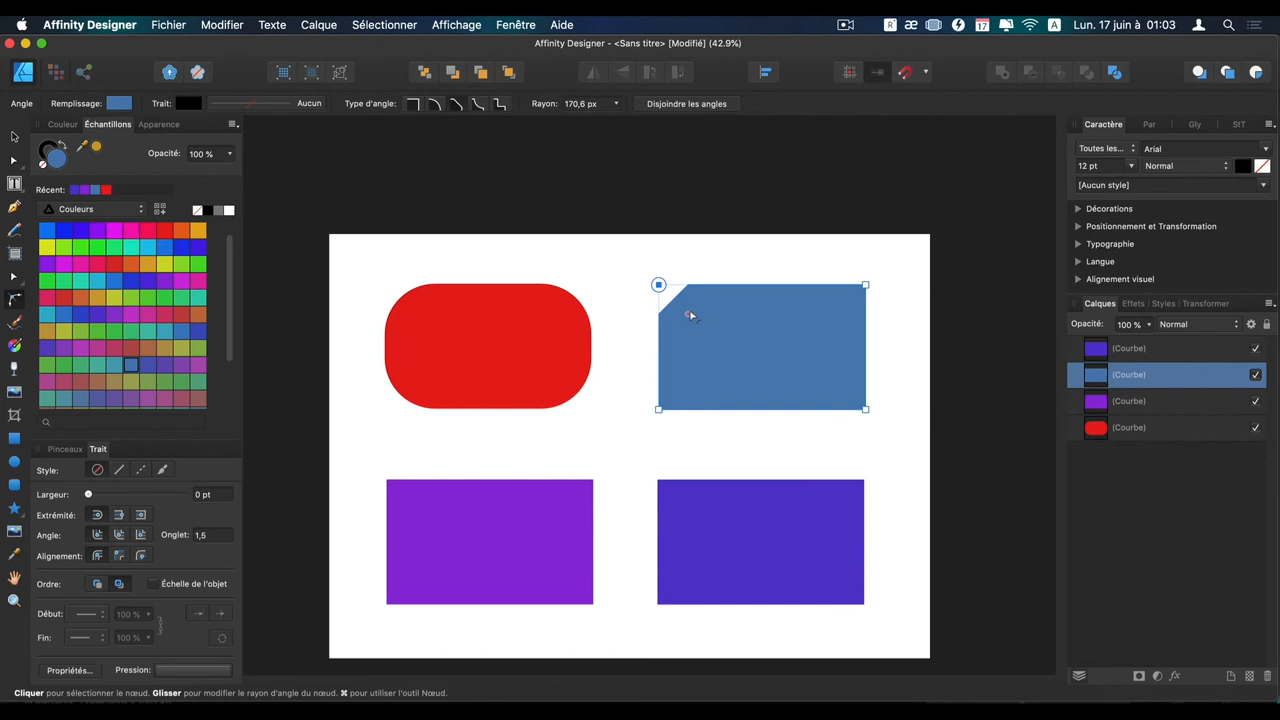 Affinity Designer Fichier Modifier Texte Calque Sélectionner Affichage Fenêtre Aide 17 A Lun. 17 juin à 01:03
Affinity Designer - <Sans titre> [Modifié] (42.9%)
Angle Remplissage: Trait: Aucun Type d'angle: Rayon: 170,6 px Disjoindre les angles
Couleur Échantillons Apparence
Opacité: 100 %
Récent:
Couleurs
Pinceaux Trait
Style:
Largeur: 0 pt
Extrémité:
Angle: Onglet: 1,5
Alignement:
Ordre: Échelle de l'objet
Début: 100 %
Fin: 100 %
Propriétés... Pression:
Caractère Par Gly StT
Toutes les... Arial
12 pt Normal
[Aucun style]
Décorations
Positionnement et Transformation
Typographie
Langue
Alignement visuel
Calques Effets Styles Transformer
Opacité: 100 % Normal
(Courbe)
(Courbe)
(Courbe)
(Courbe)
Cliquer pour sélectionner le nœud. Glisser pour modifier le rayon d'angle du nœud. ⌘ pour utiliser l'outil Nœud.